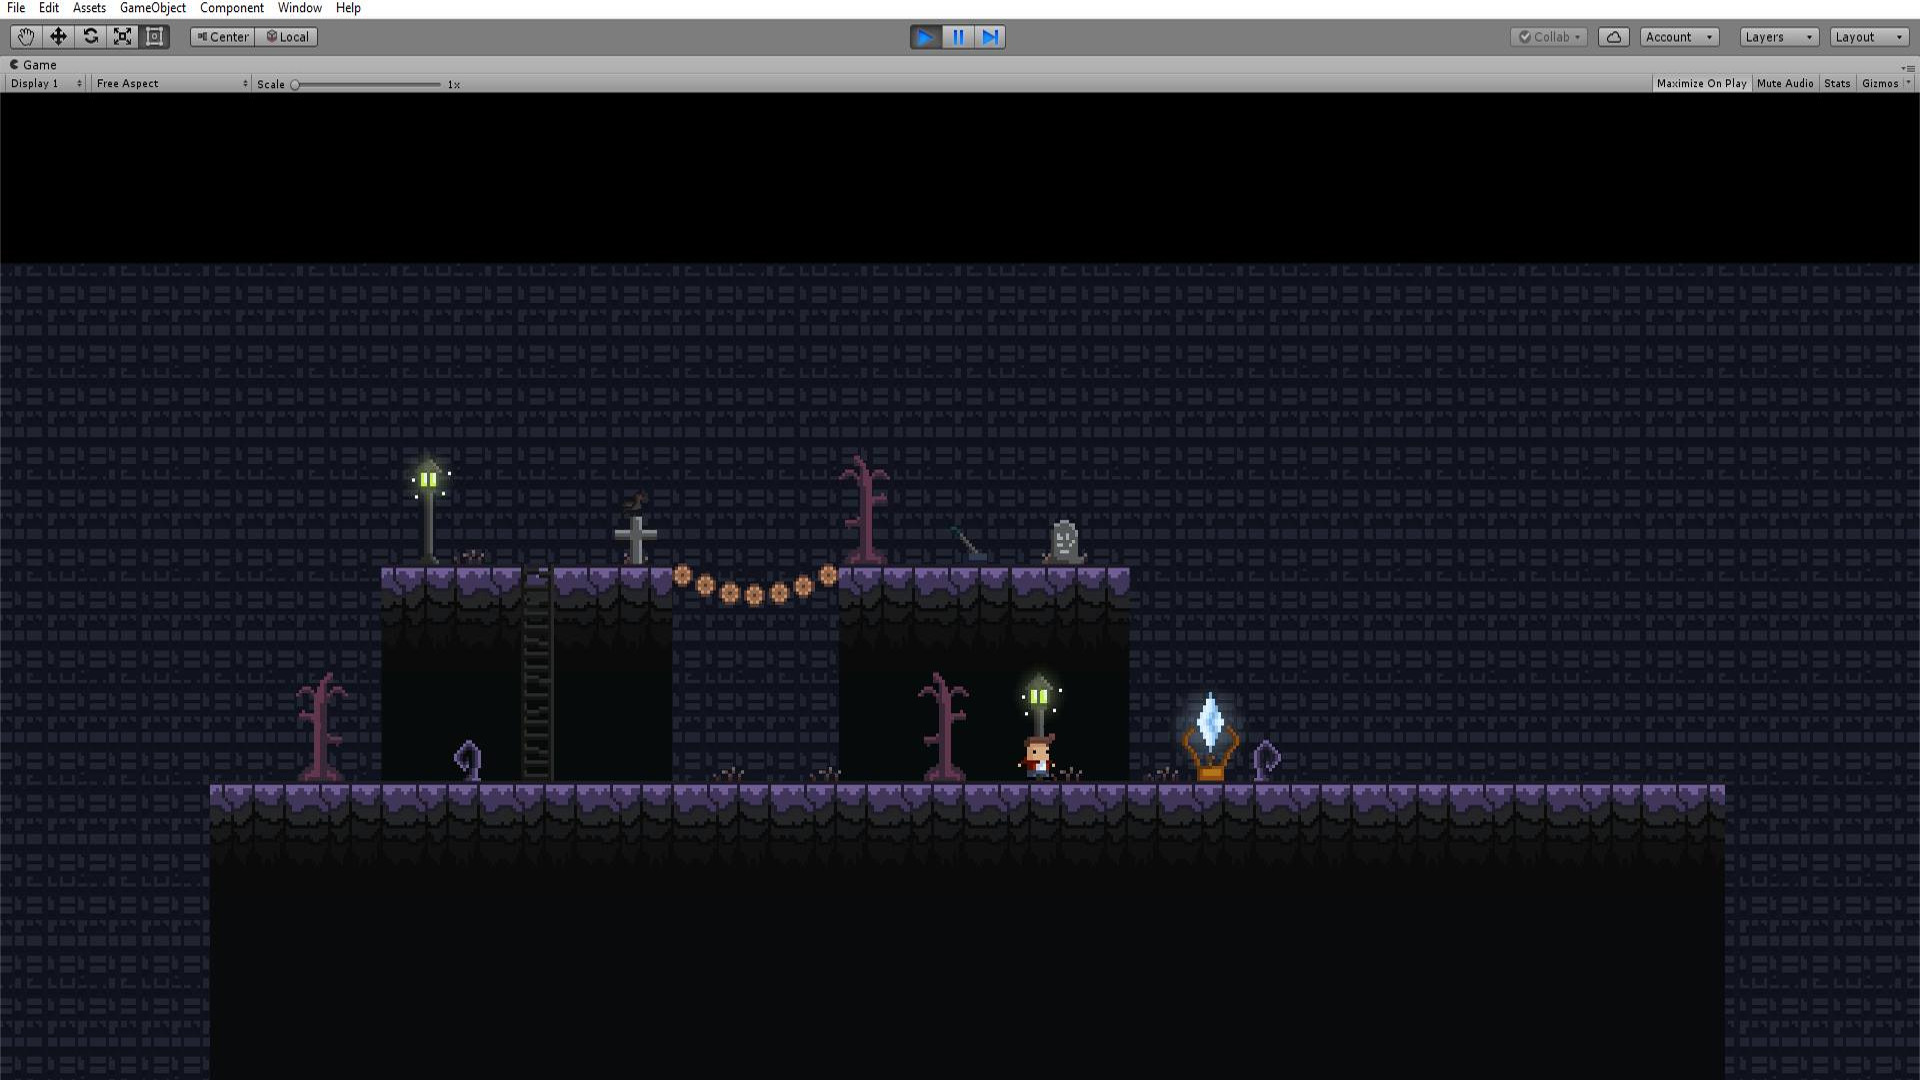 File Edit Assets GameObject Component Window Help
Center Local Collab Account Layers Layout
Game
Display 1 Free Aspect Scale 1x Maximize On Play Mute Audio Stats Gizmos